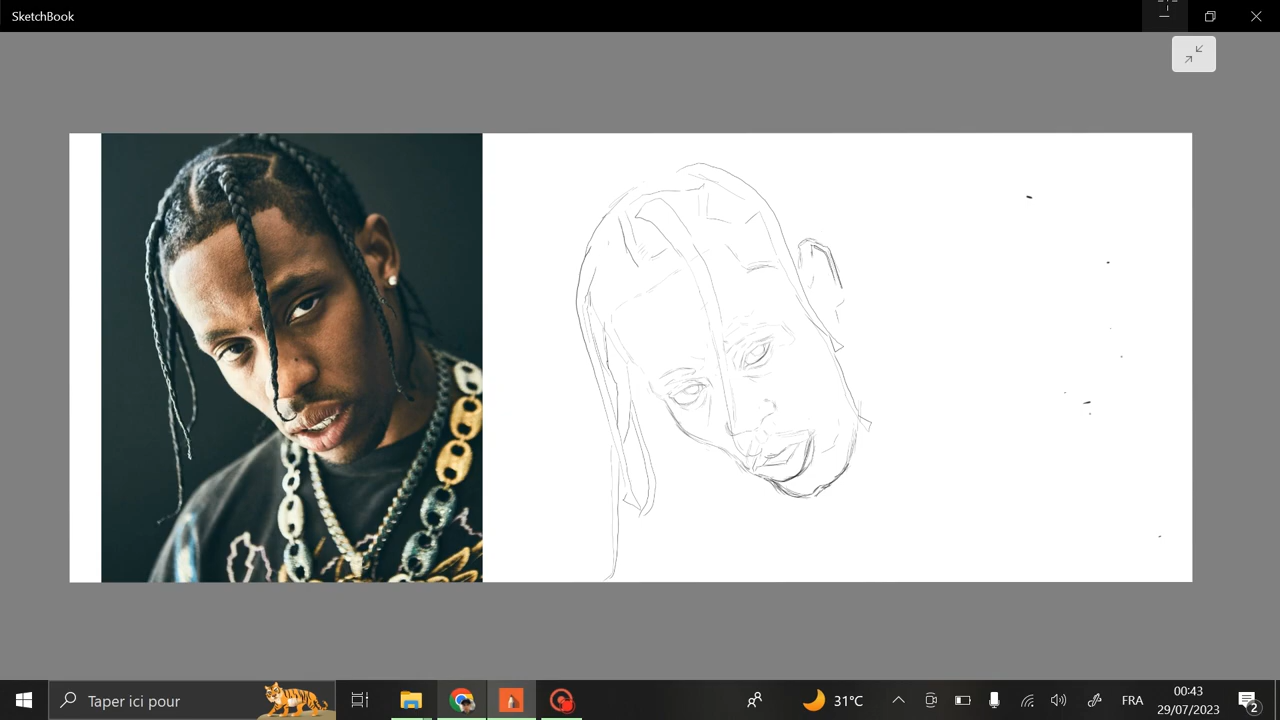 SketchBook
Taper ici pour
31°C
FRA
00:43
29/07/2023
2